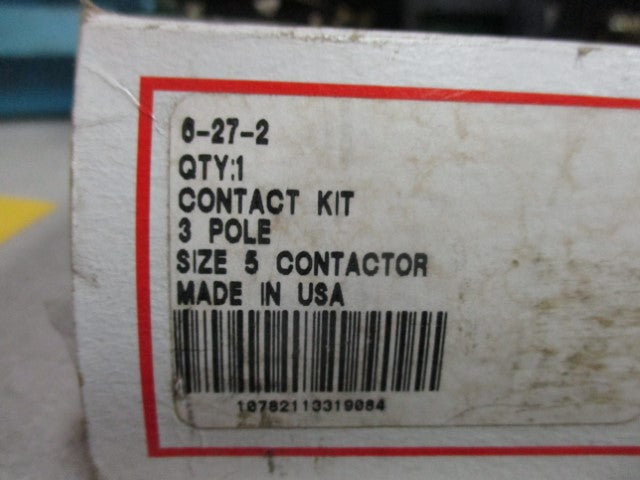 6-27-2
QTY:1
CONTACT KIT
3 POLE
SIZE 5 CONTACTOR
MADE IN USA
10782113319084